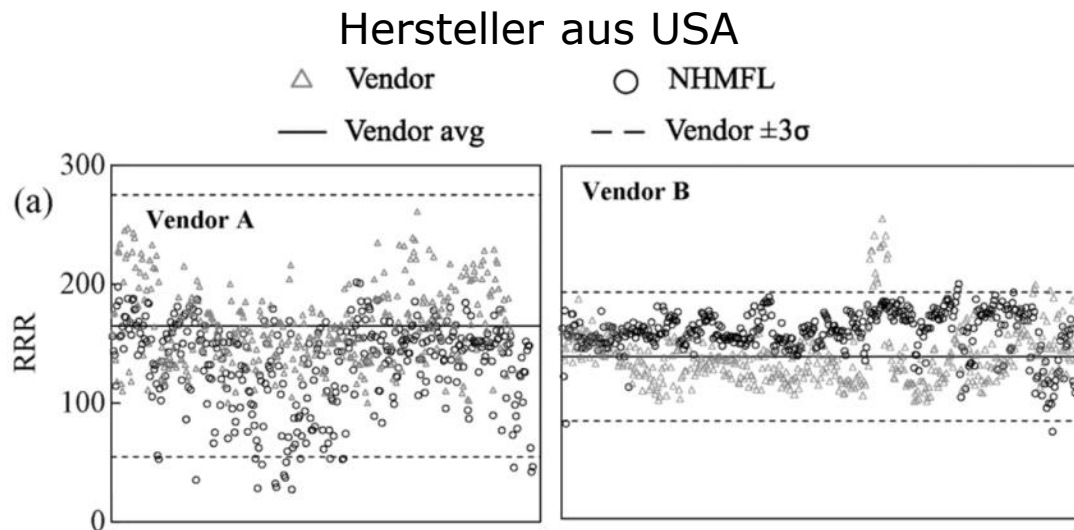 Hersteller aus USA
Vendor
NHMFL
Vendor avg
Vendor ±3σ
(a)
RRR
300
200
100
0
Vendor A
Vendor B